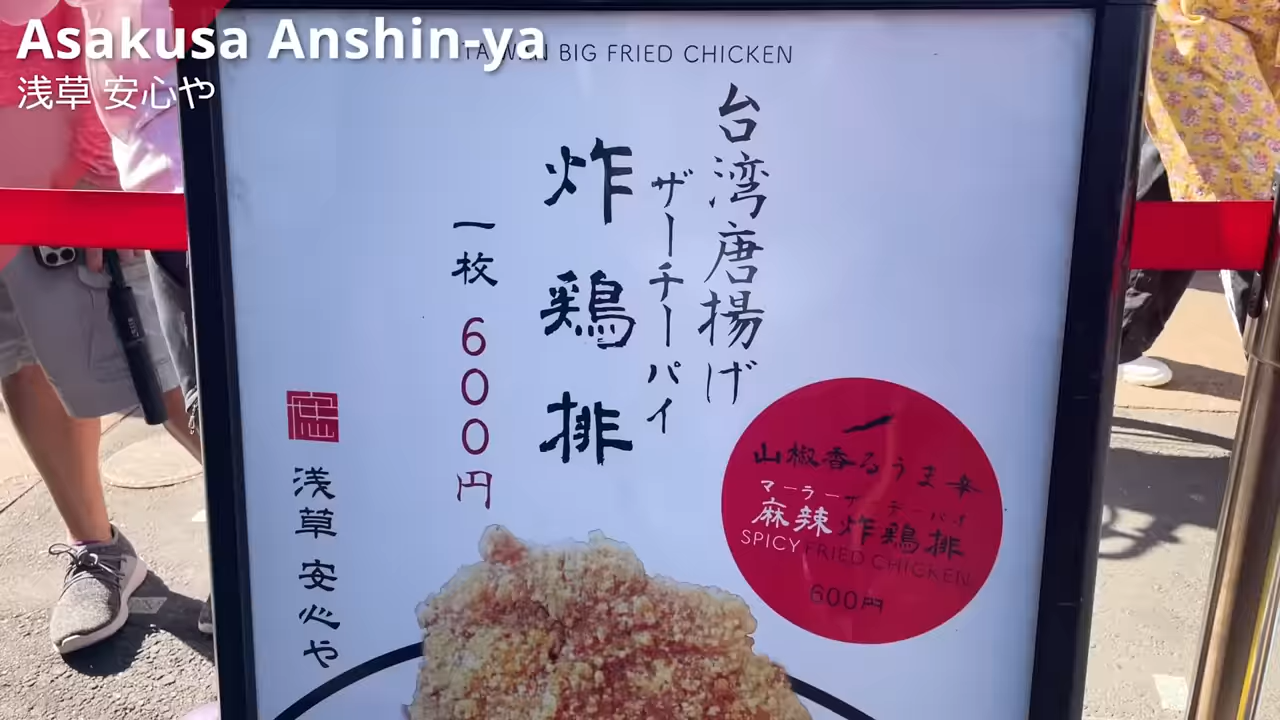 Asakusa Anshin-ya
浅草 安心や
TAIWAN BIG FRIED CHICKEN
台湾唐揚げ
ザーチーパイ
炸鶏排
一枚 600円
浅草 安心や
山椒香るうま辛
マーラーザーチーパイ
麻辣炸鶏排
SPICY FRIED CHICKEN
600円